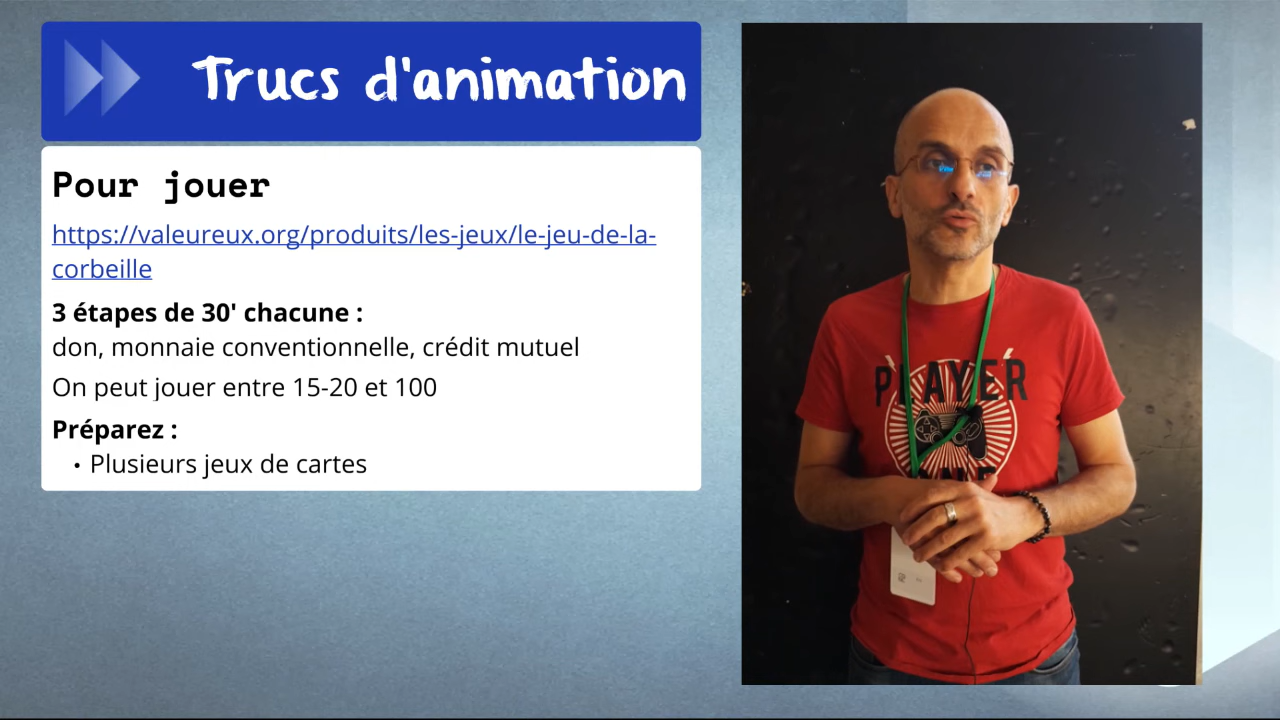 Trucs d'animation
Pour jouer
https://valeureux.org/produits/les-jeux/le-jeu-de-la-
corbeille
3 étapes de 30' chacune :
don, monnaie conventionnelle, crédit mutuel
On peut jouer entre 15-20 et 100
Préparez :
• Plusieurs jeux de cartes
PLAYER